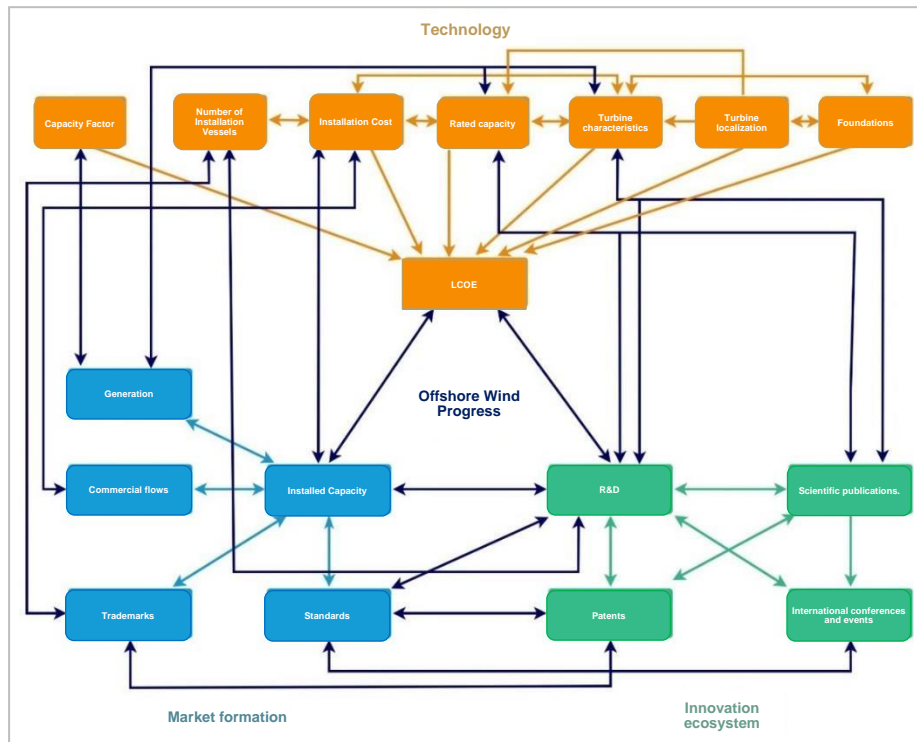 Technology
Capacity Factor
Number of
Installation
Vessels
Installation Cost
Rated capacity
Turbine
characteristics
Turbine
localization
Foundations
LCOE
Generation
Offshore Wind
Progress
Commercial flows
Installed Capacity
R&D
Scientific publications.
Trademarks
Standards
Patents
International conferences
and events
Market formation
Innovation
ecosystem